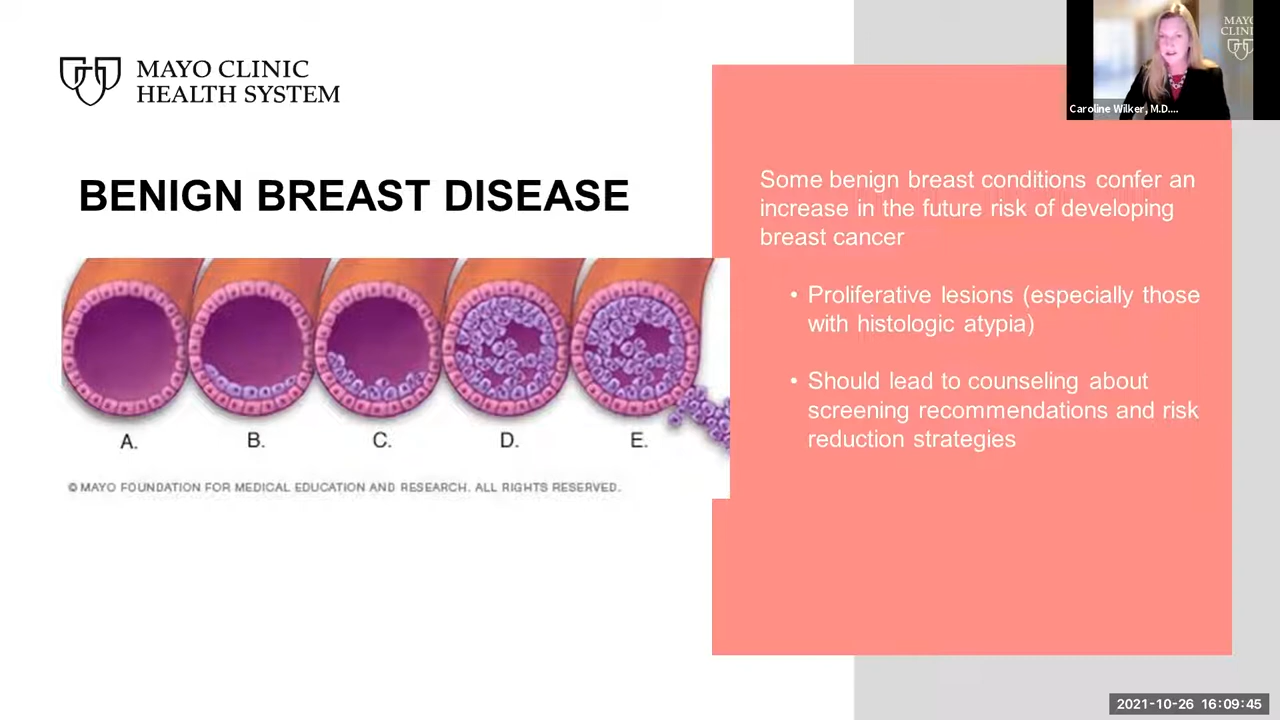 MAYO CLINIC
HEALTH SYSTEM
BENIGN BREAST DISEASE
A. B. C. D. E.
© MAYO FOUNDATION FOR MEDICAL EDUCATION AND RESEARCH. ALL RIGHTS RESERVED.
Some benign breast conditions confer an
increase in the future risk of developing
breast cancer
• Proliferative lesions (especially those
with histologic atypia)
• Should lead to counseling about
screening recommendations and risk
reduction strategies
MAYO
CLINI
Caroline Wilker, M.D....
2021-10-26 16:09:45